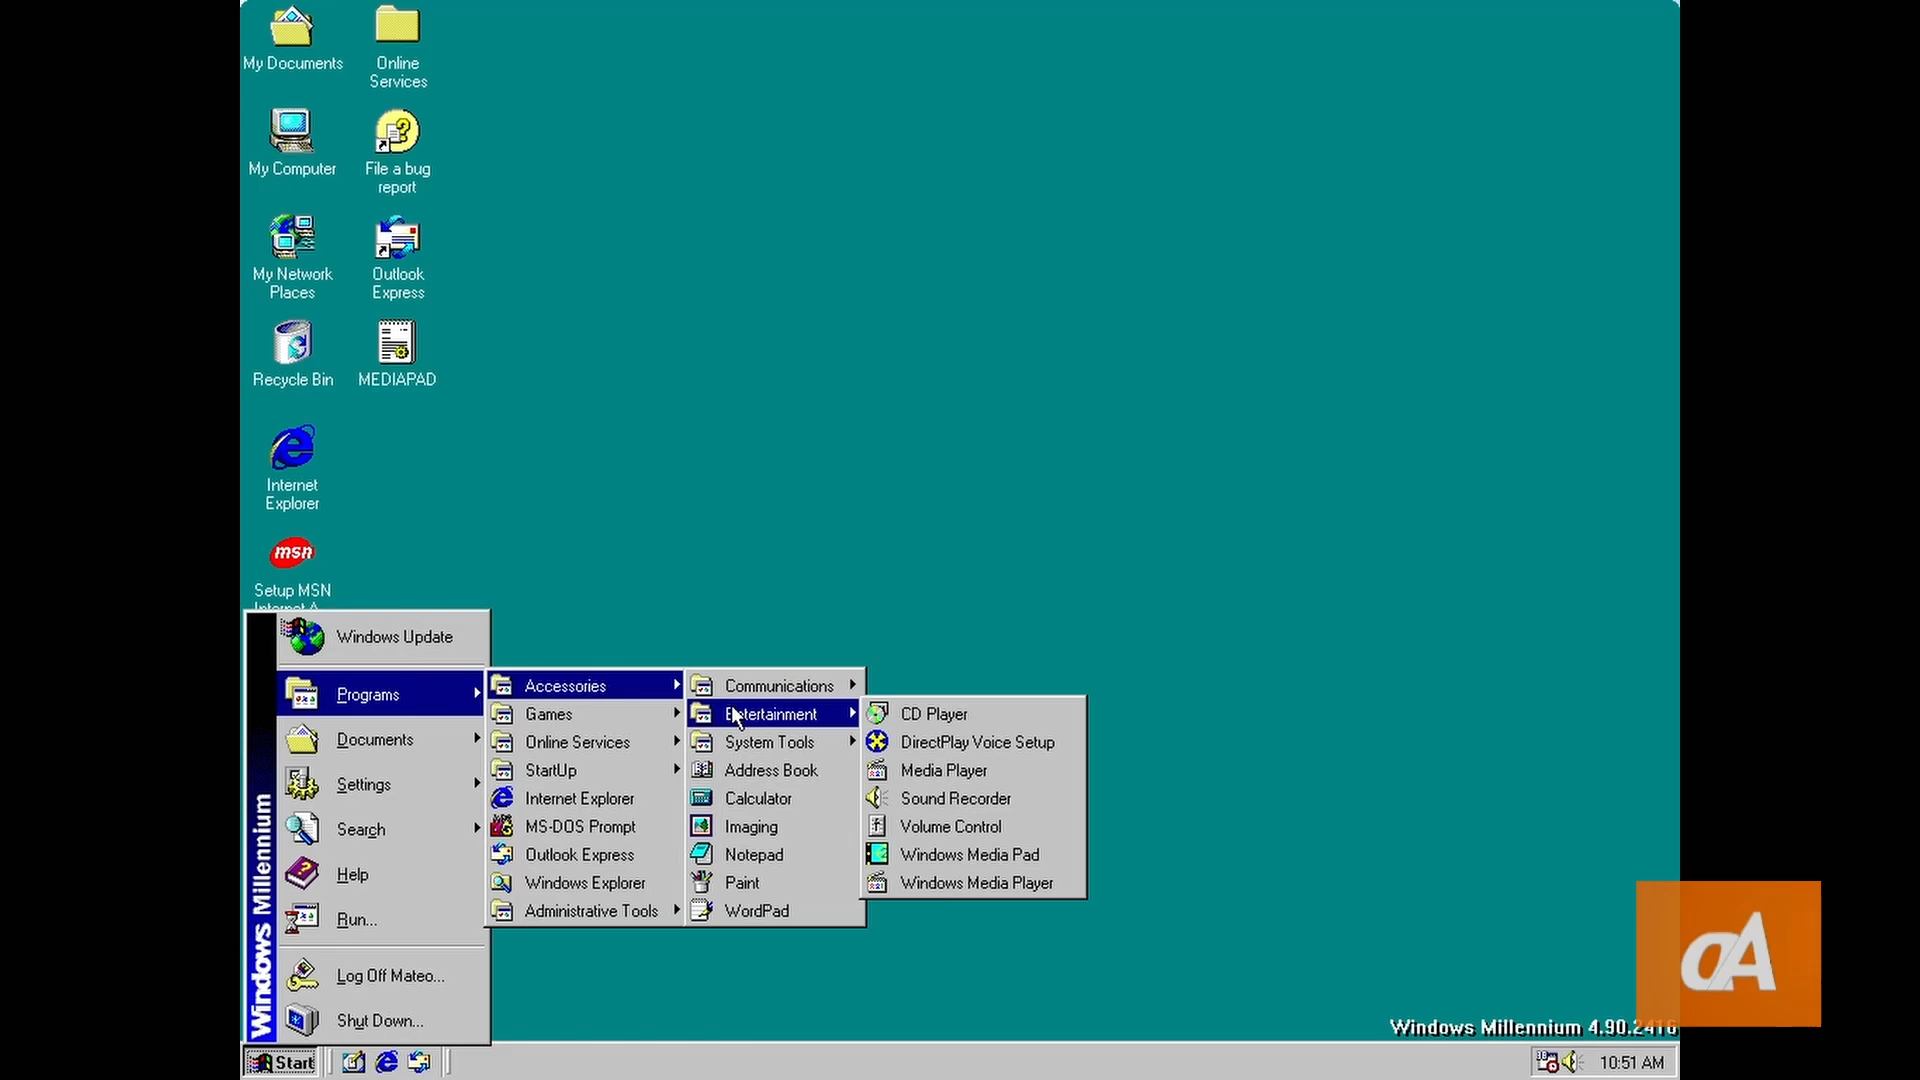 My Documents
Online
Services
My Computer
File a bug
report
My Network
Places
Outlook
Express
Recycle Bin
MEDIAPAD
Internet
Explorer
msn
Setup MSN
Internet A...
Windows Update
Programs
Documents
Settings
Search
Help
Run...
Log Off Mateo...
Shut Down...
Windows Millennium
Accessories
Games
Online Services
StartUp
Internet Explorer
MS-DOS Prompt
Outlook Express
Windows Explorer
Administrative Tools
Communications
Entertainment
System Tools
Address Book
Calculator
Imaging
Notepad
Paint
WordPad
CD Player
DirectPlay Voice Setup
Media Player
Sound Recorder
Volume Control
Windows Media Pad
Windows Media Player
Windows Millennium 4.90.2416
Start
10:51 AM